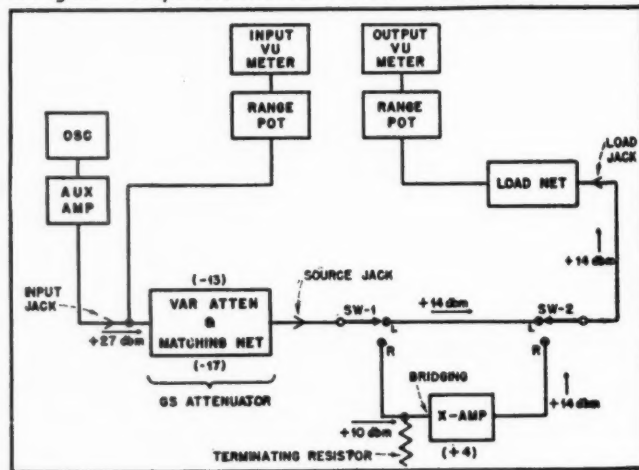 INPUT
VU
METER
OUTPUT
VU
METER
RANGE
POT
RANGE
POT
OSC
AUX
AMP
LOAD
JACK
LOAD NET
+14 dbm
INPUT
JACK
+27 dbm
(-13)
VAR ATTEN
&
MATCHING NET
(-17)
GS ATTENUATOR
SOURCE JACK
SW-1
L
+14 dbm
L
SW-2
R
R
BRIDGING
X-AMP
(+4)
+14 dbm
+10 dbm
TERMINATING RESISTOR